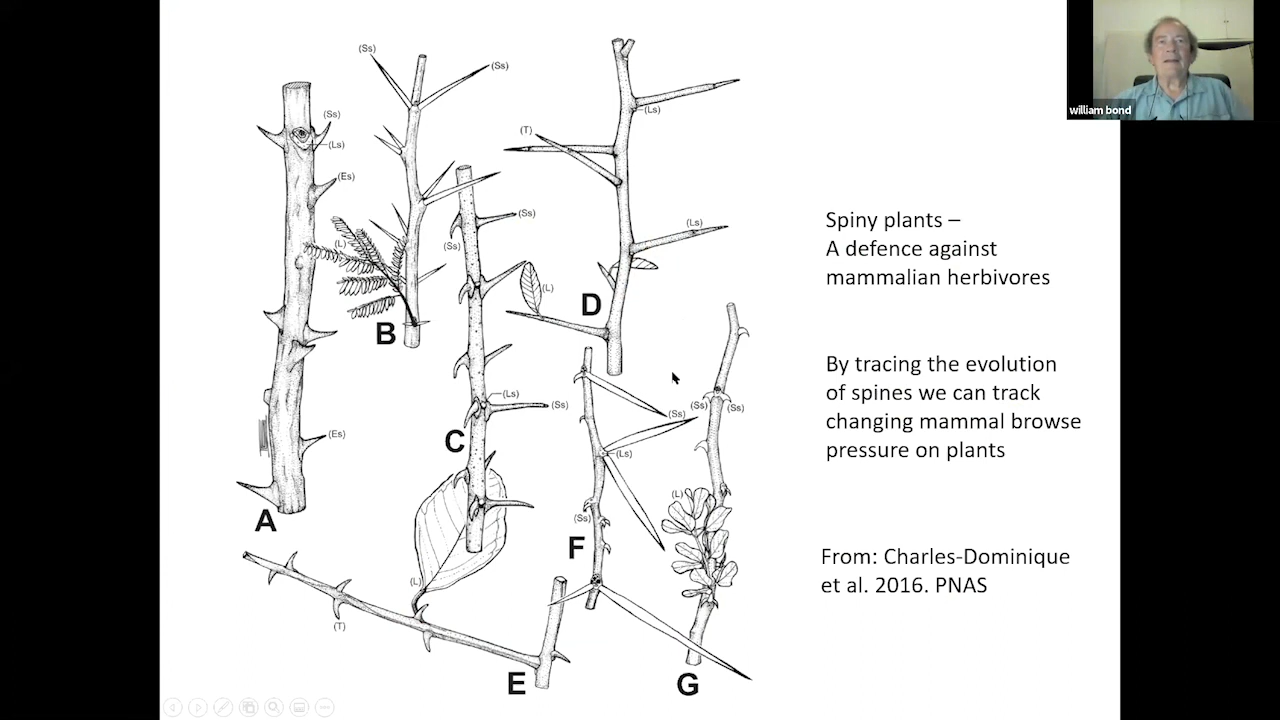 william bond
Spiny plants –
A defence against
mammalian herbivores
By tracing the evolution
of spines we can track
changing mammal browse
pressure on plants
From: Charles-Dominique
et al. 2016. PNAS
(Ss)
(Ls)
(Es)
(Es)
A
(Ss)
(Ss)
(L)
B
(Ss)
(Ss)
(L)
(Ls)
(Ss)
C
(L)
(Ls)
(T)
(Ls)
D
(T)
E
(Ss)
(Ls)
(Ss)
F
(Ss)
(Ss)
(L)
G